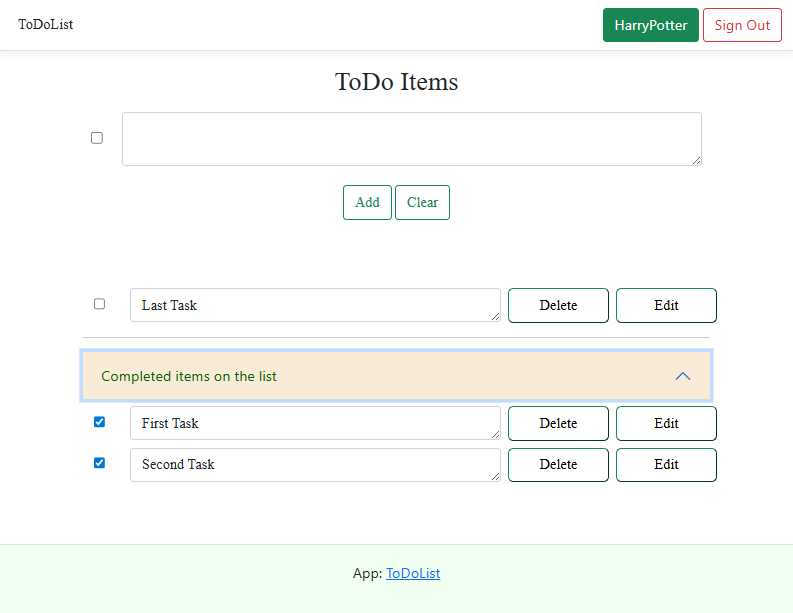 ToDoList HarryPotter Sign Out
ToDo Items
Add Clear
Last Task Delete Edit
Completed items on the list
First Task Delete Edit
Second Task Delete Edit
App: ToDoList